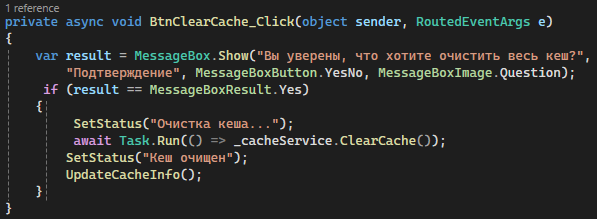 1 reference
private async void BtnClearCache_Click(object sender, RoutedEventArgs e)
{
var result = MessageBox.Show("Вы уверены, что хотите очистить весь кеш?",
"Подтверждение", MessageBoxButton.YesNo, MessageBoxImage.Question);
if (result == MessageBoxResult.Yes)
{
SetStatus("Очистка кеша...");
await Task.Run(() => _cacheService.ClearCache());
SetStatus("Кеш очищен");
UpdateCacheInfo();
}
}